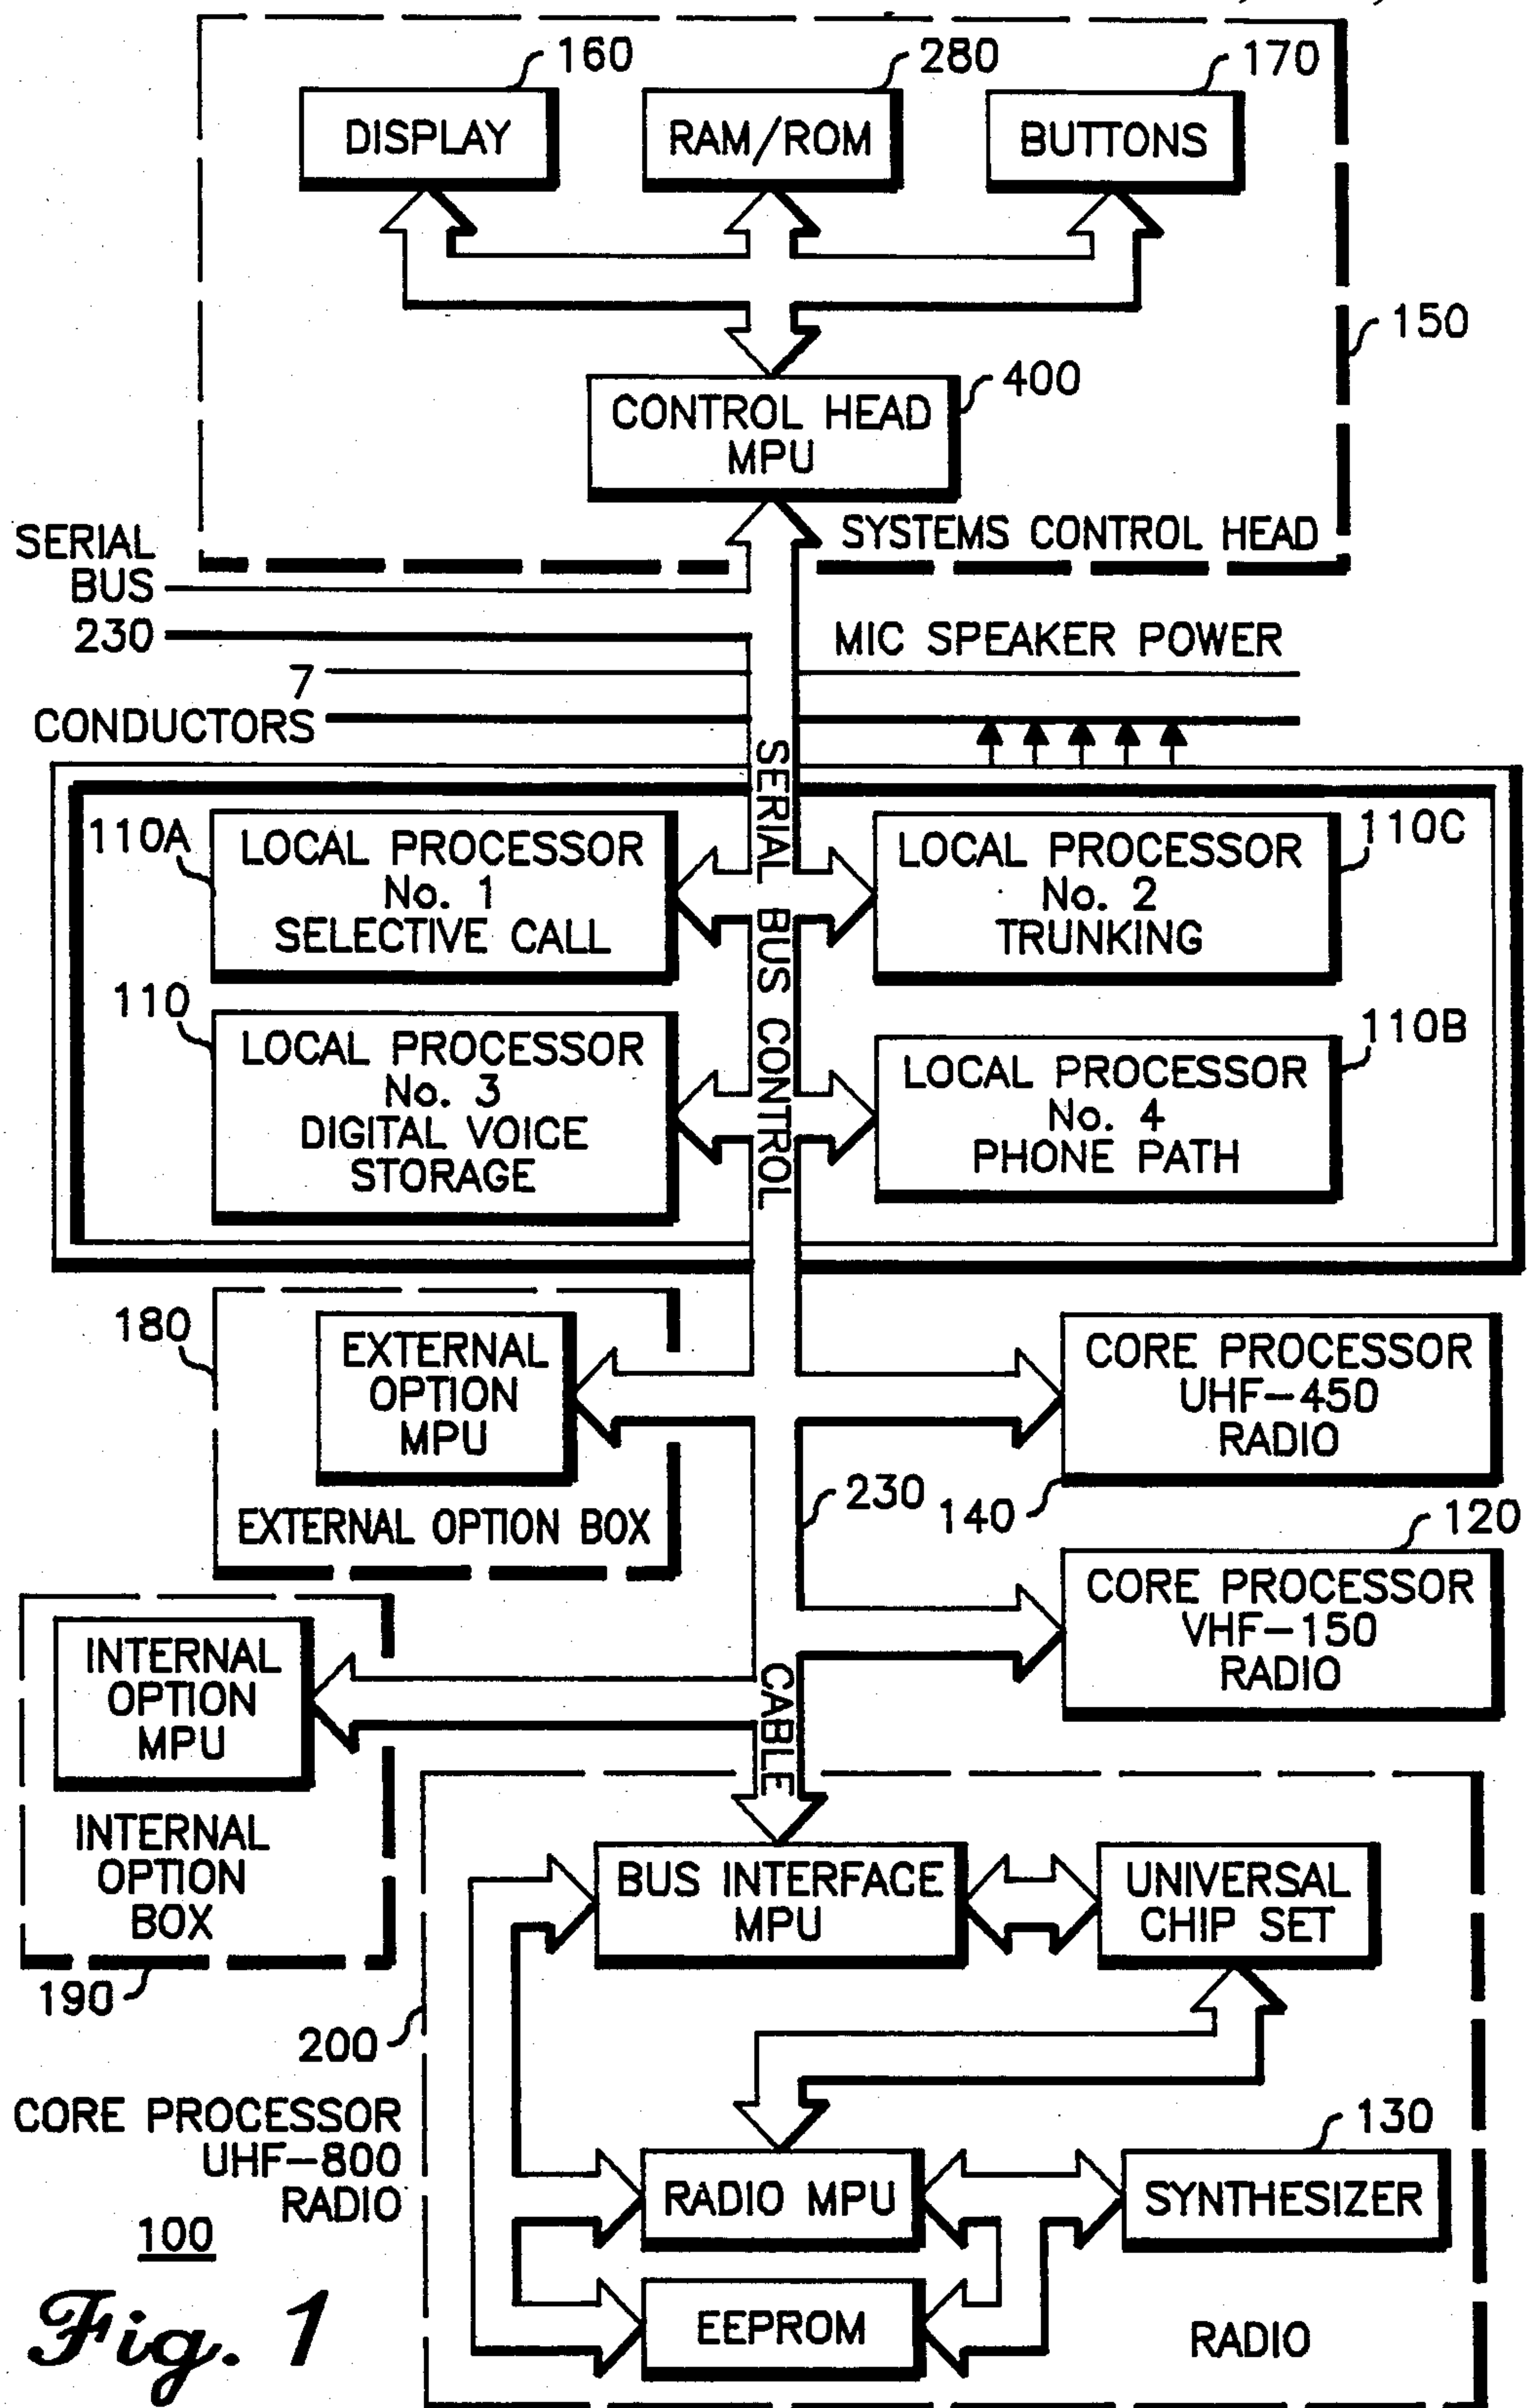 160
280
170
DISPLAY
RAM/ROM
BUTTONS
150
400
CONTROL HEAD
MPU
SYSTEMS CONTROL HEAD
SERIAL
BUS
230
MIC SPEAKER POWER
7
CONDUCTORS
SERIAL BUS CONTROL
110A
LOCAL PROCESSOR
No. 1
SELECTIVE CALL
110C
LOCAL PROCESSOR
No. 2
TRUNKING
110
LOCAL PROCESSOR
No. 3
DIGITAL VOICE
STORAGE
110B
LOCAL PROCESSOR
No. 4
PHONE PATH
180
EXTERNAL
OPTION
MPU
EXTERNAL OPTION BOX
CORE PROCESSOR
UHF-450
RADIO
230
140
120
CORE PROCESSOR
VHF-150
RADIO
INTERNAL
OPTION
MPU
INTERNAL
OPTION
BOX
190
CABLE
BUS INTERFACE
MPU
UNIVERSAL
CHIP SET
200
CORE PROCESSOR
UHF-800
RADIO
130
RADIO MPU
SYNTHESIZER
EEPROM
RADIO
100
Fig. 1